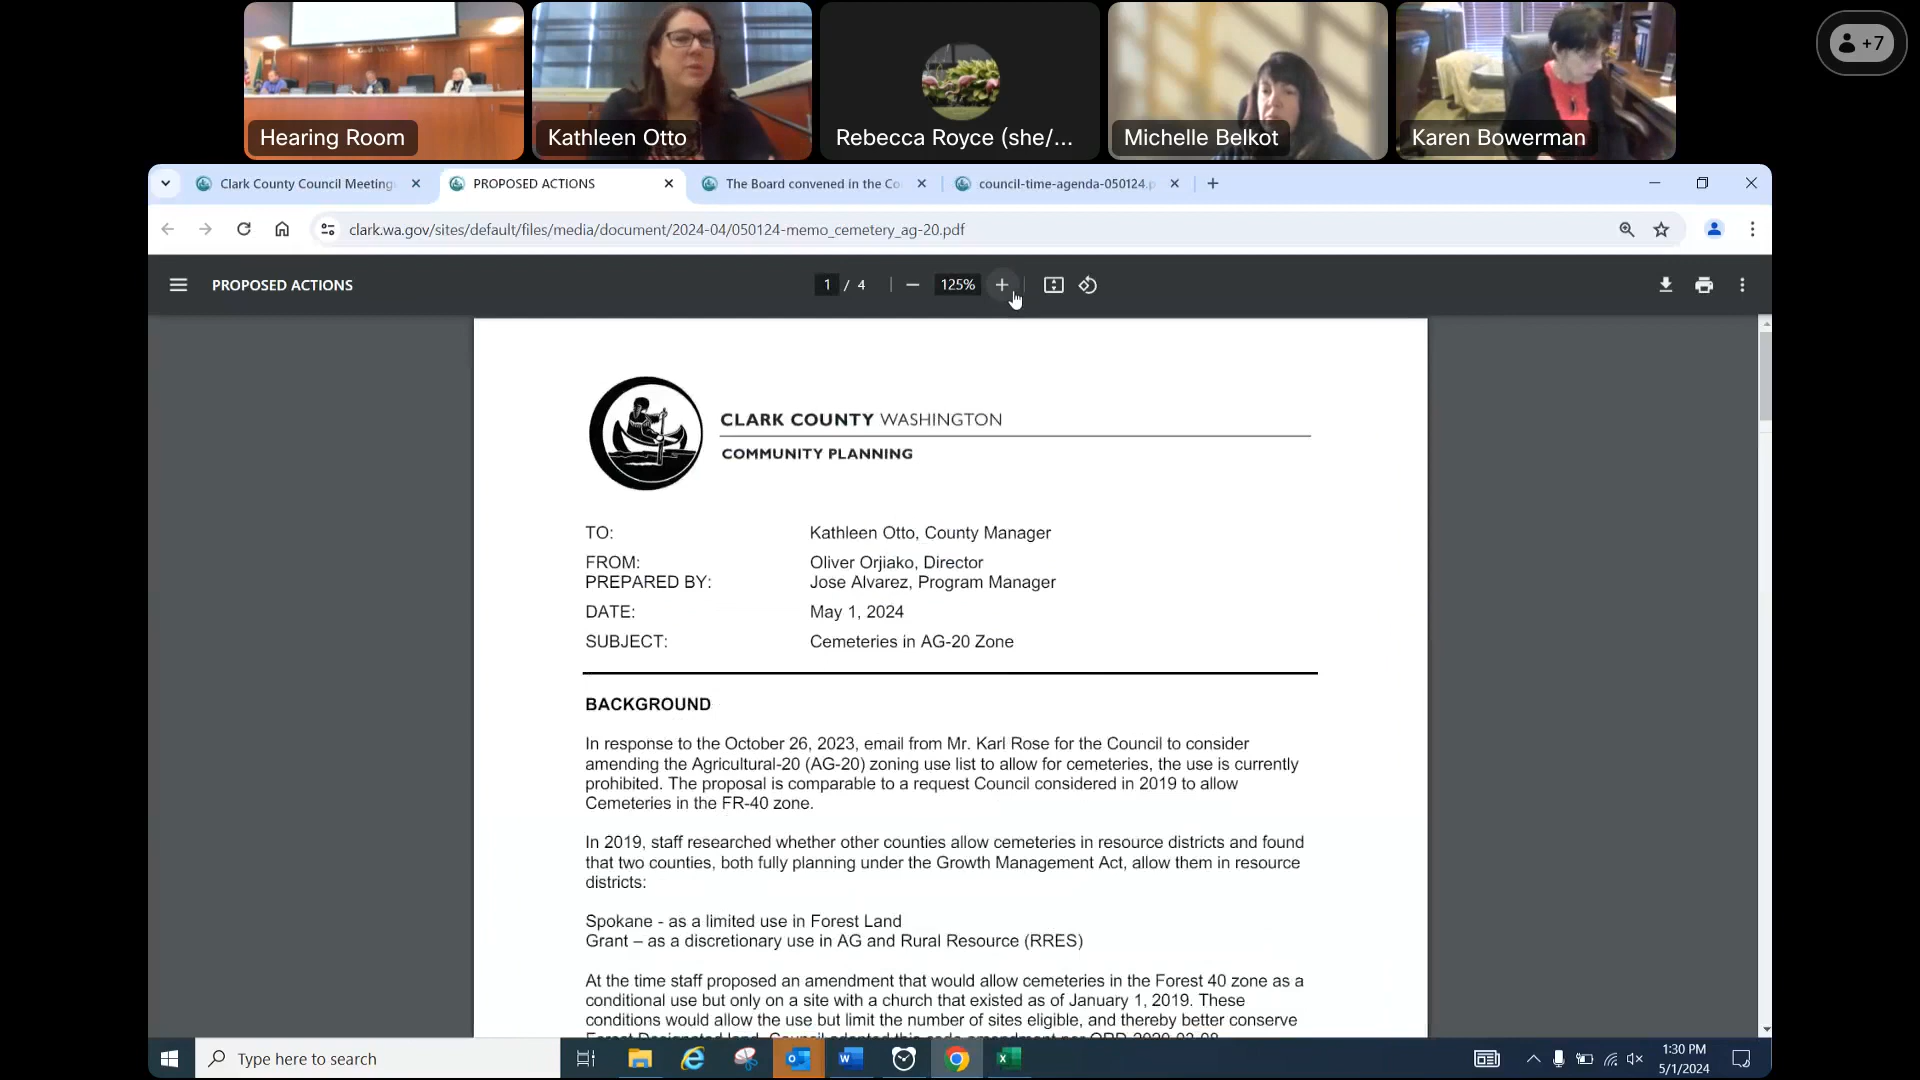 Hearing Room
Kathleen Otto
Rebecca Royce (she/...
Michelle Belkot
Karen Bowerman
+7
Clark County Council Meeting
PROPOSED ACTIONS
The Board convened in the Co
council-time-agenda-050124.p
clark.wa.gov/sites/default/files/media/document/2024-04/050124-memo_cemetery_ag-20.pdf
PROPOSED ACTIONS
1 / 4
125%
CLARK COUNTY WASHINGTON
COMMUNITY PLANNING
TO: Kathleen Otto, County Manager
FROM: Oliver Orjiako, Director
PREPARED BY: Jose Alvarez, Program Manager
DATE: May 1, 2024
SUBJECT: Cemeteries in AG-20 Zone
BACKGROUND
In response to the October 26, 2023, email from Mr. Karl Rose for the Council to consider
amending the Agricultural-20 (AG-20) zoning use list to allow for cemeteries, the use is currently
prohibited. The proposal is comparable to a request Council considered in 2019 to allow
Cemeteries in the FR-40 zone.
In 2019, staff researched whether other counties allow cemeteries in resource districts and found
that two counties, both fully planning under the Growth Management Act, allow them in resource
districts:
Spokane - as a limited use in Forest Land
Grant – as a discretionary use in AG and Rural Resource (RRES)
At the time staff proposed an amendment that would allow cemeteries in the Forest 40 zone as a
conditional use but only on a site with a church that existed as of January 1, 2019. These
conditions would allow the use but limit the number of sites eligible, and thereby better conserve
Type here to search
1:30 PM
5/1/2024